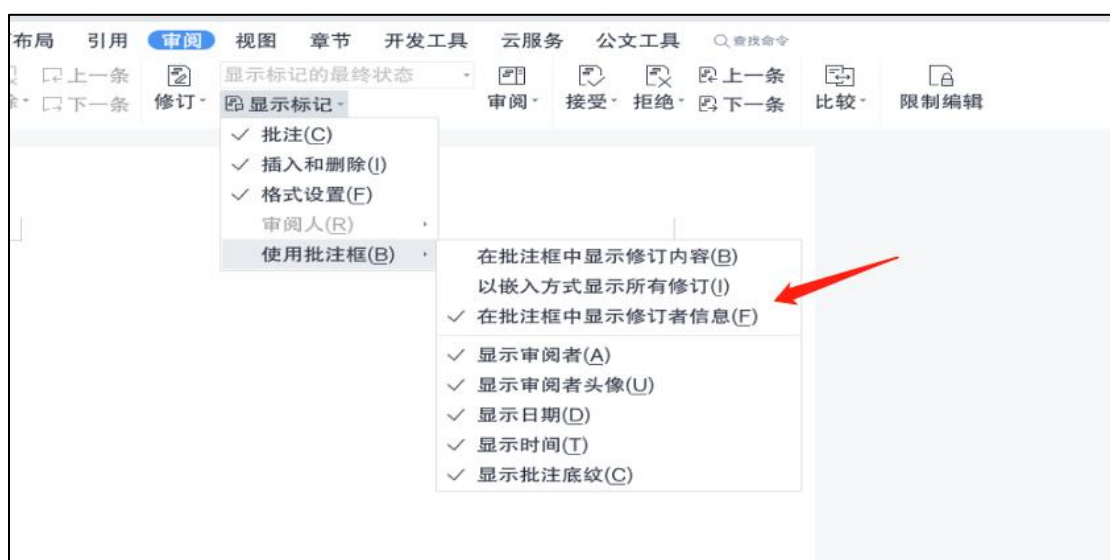 布局 引用 审阅 视图 章节 开发工具 云服务 公文工具 查找命令
上一条 显示标记的最终状态 上一条
下一条 修订 显示标记 审阅 接受 拒绝 下一条 比较 限制编辑
批注(C)
插入和删除(I)
格式设置(F)
审阅人(R)
使用批注框(B)
在批注框中显示修订内容(B)
以嵌入方式显示所有修订(I)
在批注框中显示修订者信息(F)
显示审阅者(A)
显示审阅者头像(U)
显示日期(D)
显示时间(T)
显示批注底纹(C)